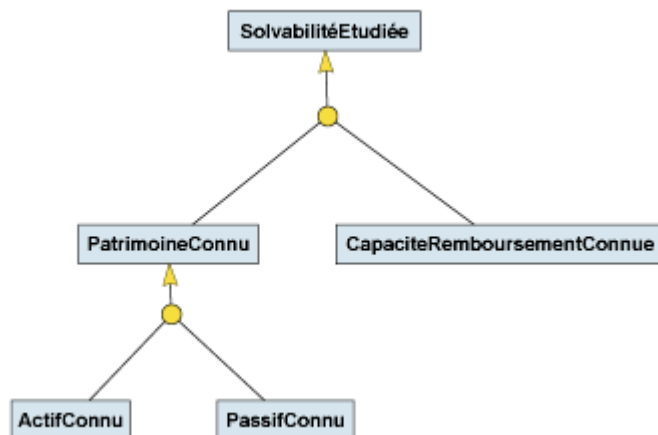 SolvabilitéEtudiée
PatrimoineConnu
CapaciteRemboursementConnue
ActifConnu
PassifConnu